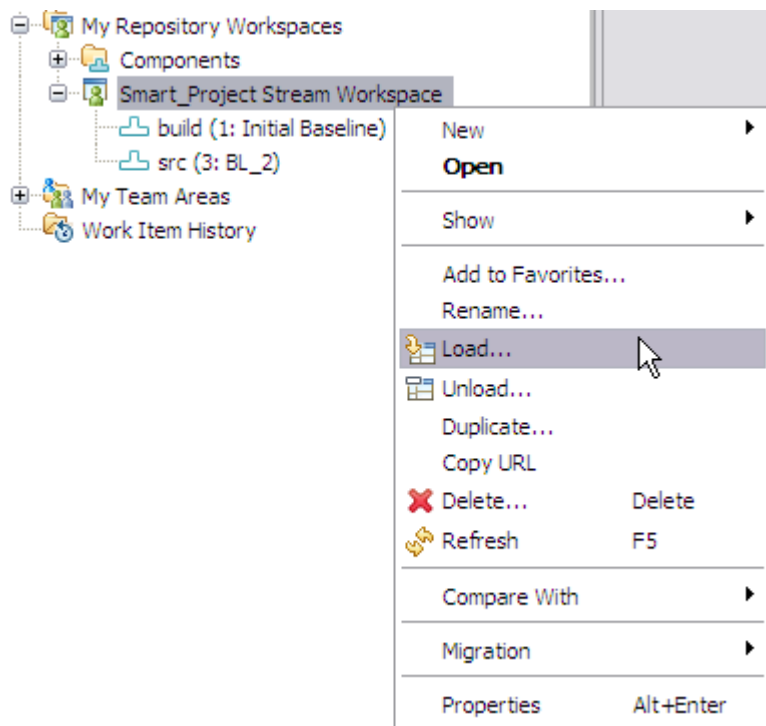 My Repository Workspaces
Components
Smart_Project Stream Workspace
build (1: Initial Baseline)
src (3: BL_2)
My Team Areas
Work Item History
New
Open
Show
Add to Favorites...
Rename...
Load...
Unload...
Duplicate...
Copy URL
Delete... Delete
Refresh F5
Compare With
Migration
Properties Alt+Enter